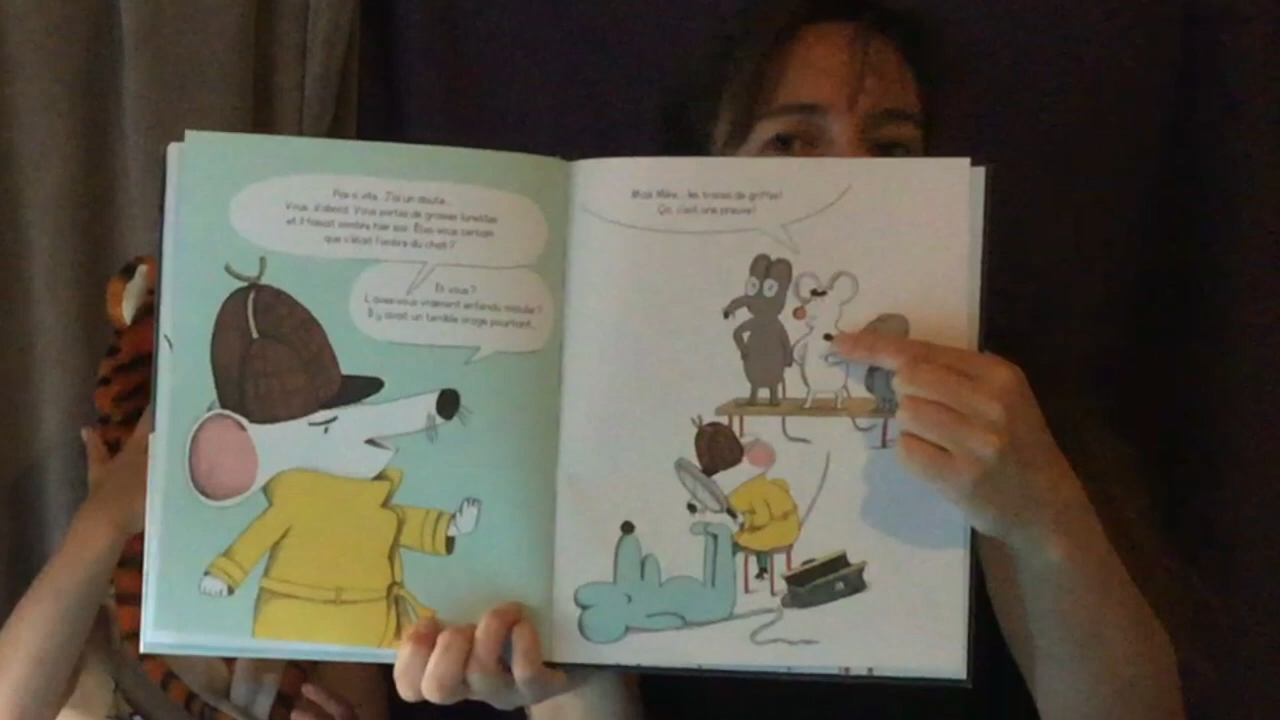 Pas si vite. J'ai un doute...
Vous, d'abord. Vous portez de grosses lunettes
et il faisait sombre hier soir. Êtes-vous certain
que c'était l'ombre du chat ?
Et vous ?
L'avez-vous vraiment entendu miauler ?
Il y avait un terrible orage pourtant...
les traces de griffes!
Ça, c'est une preuve!